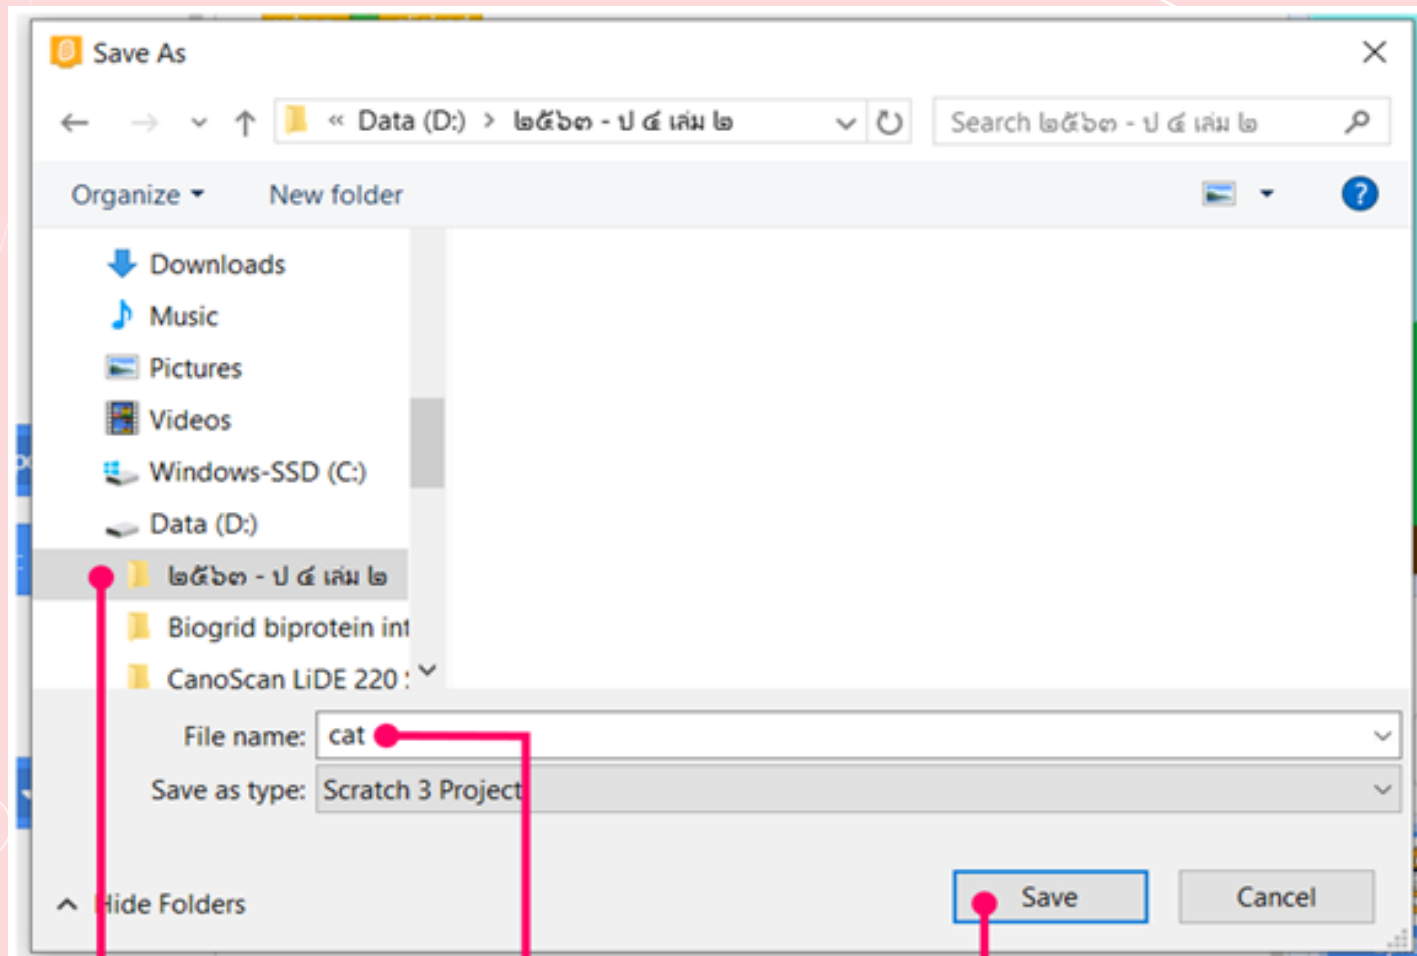 Save As
« Data (D:) > ๒๕๖๓ - ป ๔ เล่ม ๒
Search ๒๕๖๓ - ป ๔ เล่ม ๒
Organize
New folder
Downloads
Music
Pictures
Videos
Windows-SSD (C:)
Data (D:)
๒๕๖๓ - ป ๔ เล่ม ๒
Biogrid biprotein int
CanoScan LiDE 220
File name: cat
Save as type: Scratch 3 Project
Hide Folders
Save
Cancel